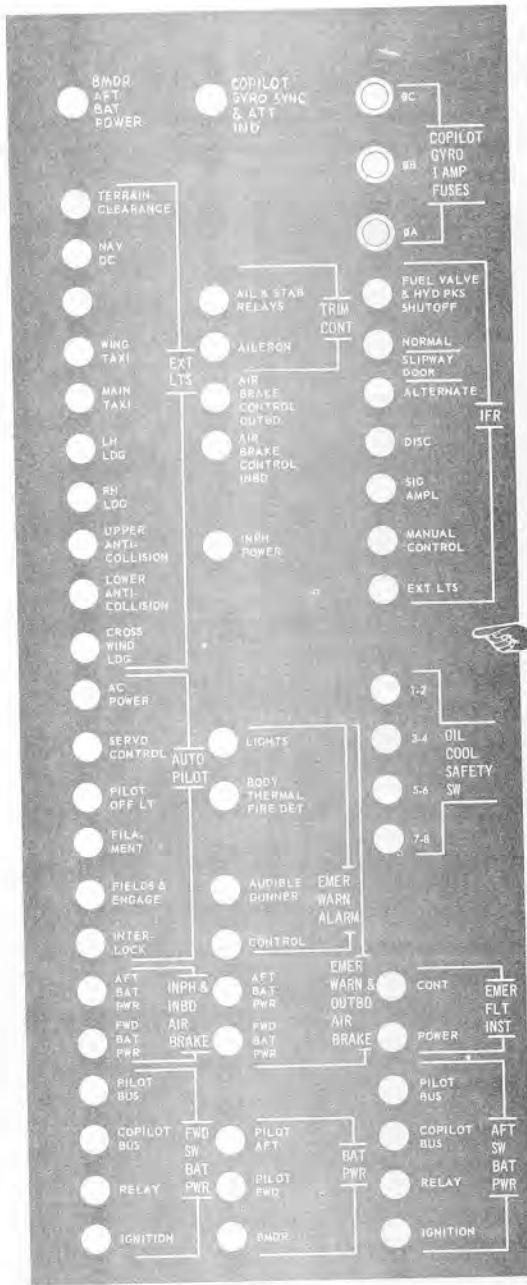 BMDR
AFT
BAT
POWER
COPILOT
GYRO SYNC
& ATT
IND
ØC
ØB
ØA
COPILOT
GYRO
1 AMP
FUSES
TERRAIN
CLEARANCE
NAV
DC
WING
TAXI
MAIN
TAXI
LH
LDG
RH
LDG
UPPER
ANTI-
COLLISION
LOWER
ANTI-
COLLISION
CROSS
WIND
LDG
EXT
LTS
AIL & STAB
RELAYS
AILERON
TRIM
CONT
AIR
BRAKE
CONTROL
OUTBD
AIR
BRAKE
CONTROL
INBD
INPH
POWER
FUEL VALVE
& HYD PKS
SHUTOFF
NORMAL
SLIPWAY
DOOR
ALTERNATE
DISC
SIG
AMPL
MANUAL
CONTROL
EXT LTS
IFR
AC
POWER
SERVO
CONTROL
PILOT
OFF LT
FILA-
MENT
FIELDS &
ENGAGE
INTER-
LOCK
AUTO
PILOT
LIGHTS
BODY
THERMAL
FIRE DET
AUDIBLE
GUNNER
CONTROL
EMER
WARN
ALARM
1-2
3-4
5-6
7-8
OIL
COOL
SAFETY
SW
AFT
BAT
PWR
FWD
BAT
PWR
INPH &
INBD
AIR
BRAKE
AFT
BAT
PWR
FWD
BAT
PWR
EMER
WARN &
OUTBD
AIR
BRAKE
CONT
POWER
EMER
FLT
INST
PILOT
BUS
COPILOT
BUS
RELAY
IGNITION
FWD
SW
BAT
PWR
PILOT
AFT
PILOT
FWD
BMDR
BAT
PWR
PILOT
BUS
COPILOT
BUS
RELAY
IGNITION
AFT
SW
BAT
PWR